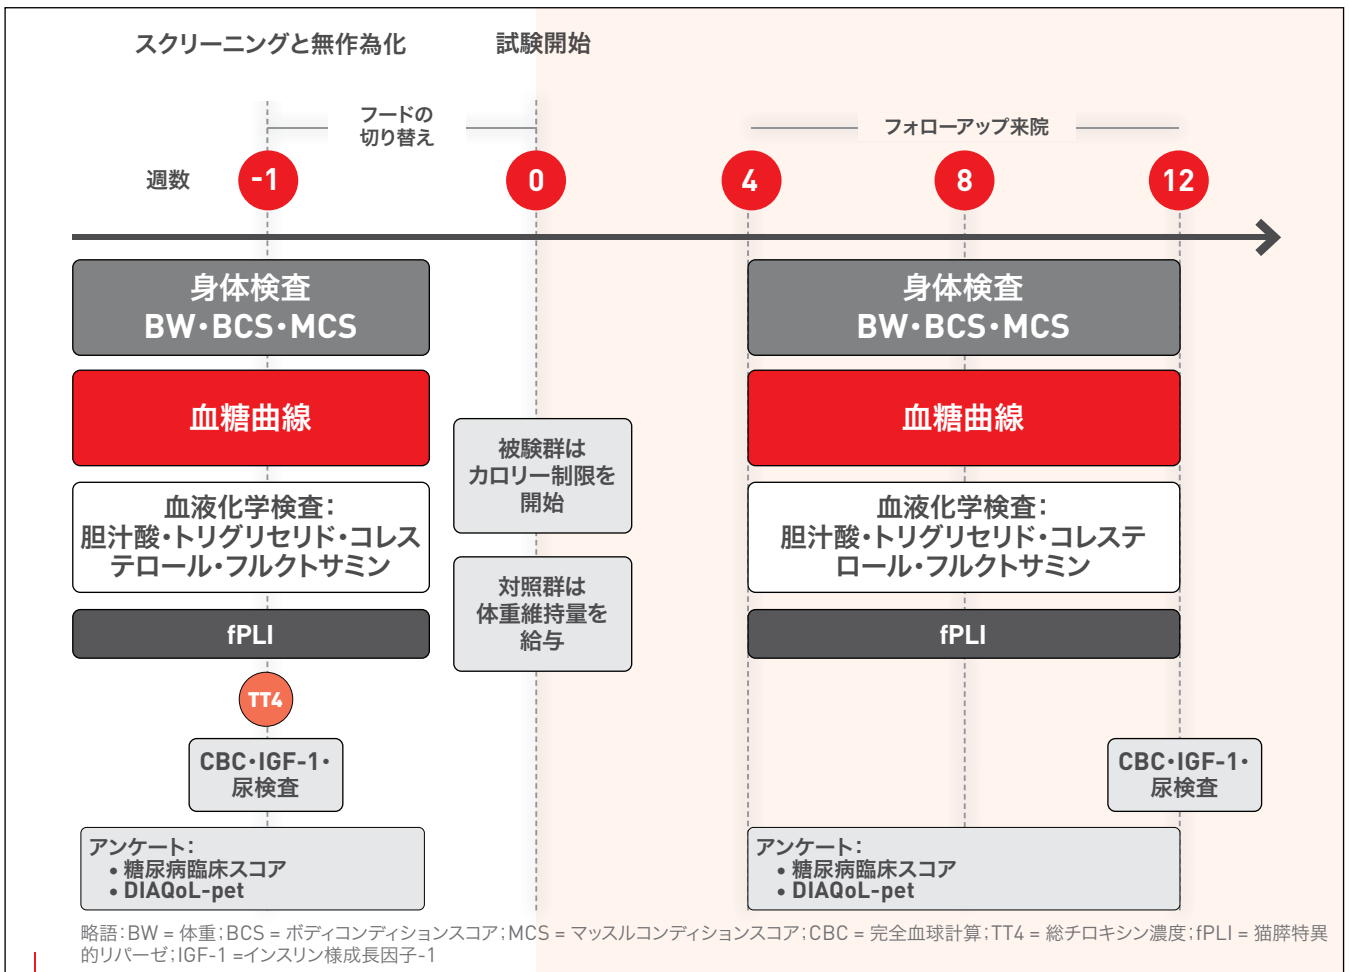 スクリーニングと無作為化
試験開始
フードの
切り替え
フォローアップ来院
週数
-1
0
4
8
12
身体検査
BW・BCS・MCS
身体検査
BW・BCS・MCS
血糖曲線
血糖曲線
被験群は
カロリー制限を
開始
血液化学検査：
胆汁酸・トリグリセリド・コレス
テロール・フルクトサミン
血液化学検査：
胆汁酸・トリグリセリド・コレステ
ロール・フルクトサミン
対照群は
体重維持量を
給与
fPLI
fPLI
TT4
CBC・IGF-1・
尿検査
CBC・IGF-1・
尿検査
アンケート：
• 糖尿病臨床スコア
• DIAQoL-pet
アンケート：
• 糖尿病臨床スコア
• DIAQoL-pet
略語：BW = 体重；BCS = ボディコンディションスコア；MCS = マッスルコンディションスコア；CBC = 完全血球計算；TT4 = 総チロキシン濃度；fPLI = 猫膵特異
的リパーゼ；IGF-1 =インスリン様成長因子-1